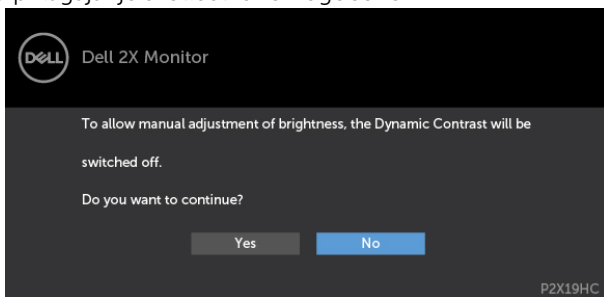 DELL
Dell 2X Monitor
To allow manual adjustment of brightness, the Dynamic Contrast will be
switched off.
Do you want to continue?
Yes No
P2X19HC